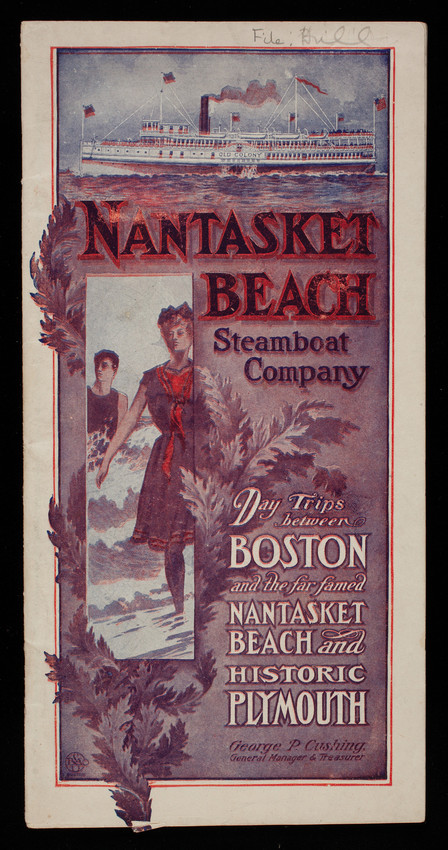 File, Hull
OLD COLONY
NANTASKET
BEACH
Steamboat
Company
Day Trips
between
BOSTON
and the far famed
NANTASKET
BEACH and
HISTORIC
PLYMOUTH
George P. Cushing,
General Manager & Treasurer